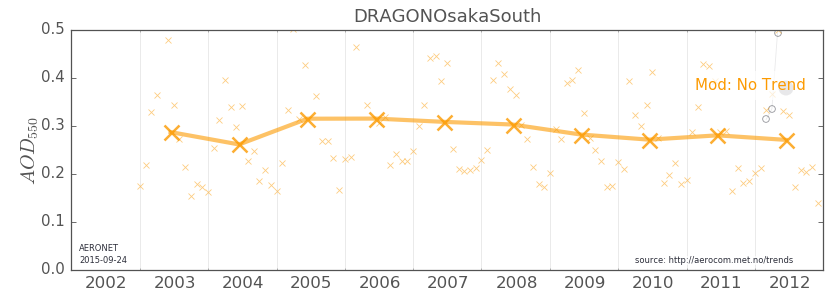 DRAGONOsakaSouth
0.5
0.4
0.3
0.2
0.1
0.0
AOD550
Mod: No Trend
AERONET
2015-09-24
source: http://aerocom.met.no/trends
2002 2003 2004 2005 2006 2007 2008 2009 2010 2011 2012